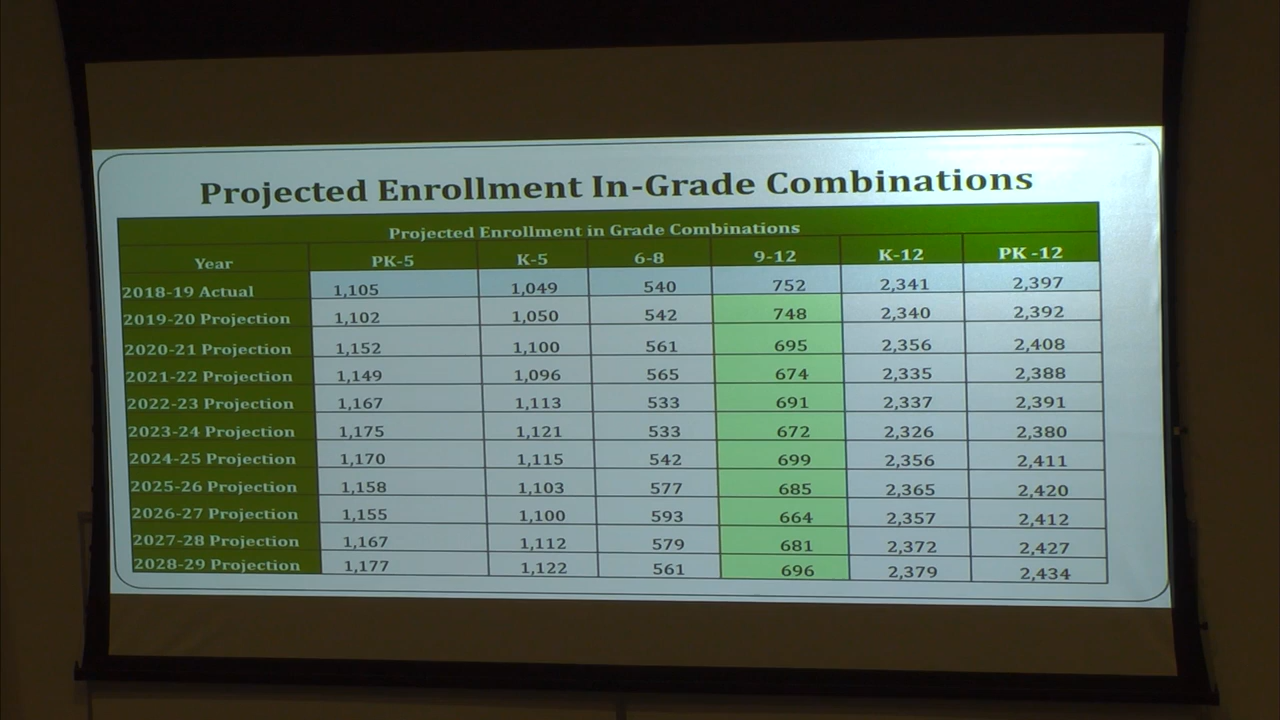 Projected Enrollment In-Grade Combinations
Projected Enrollment in Grade Combinations
Year PK-5 K-5 6-8 9-12 K-12 PK -12
2018-19 Actual 1,105 1,049 540 752 2,341 2,397
2019-20 Projection 1,102 1,050 542 748 2,340 2,392
2020-21 Projection 1,152 1,100 561 695 2,356 2,408
2021-22 Projection 1,149 1,096 565 674 2,335 2,388
2022-23 Projection 1,167 1,113 533 691 2,337 2,391
2023-24 Projection 1,175 1,121 533 672 2,326 2,380
2024-25 Projection 1,170 1,115 542 699 2,356 2,411
2025-26 Projection 1,158 1,103 577 685 2,365 2,420
2026-27 Projection 1,155 1,100 593 664 2,357 2,412
2027-28 Projection 1,167 1,112 579 681 2,372 2,427
2028-29 Projection 1,177 1,122 561 696 2,379 2,434